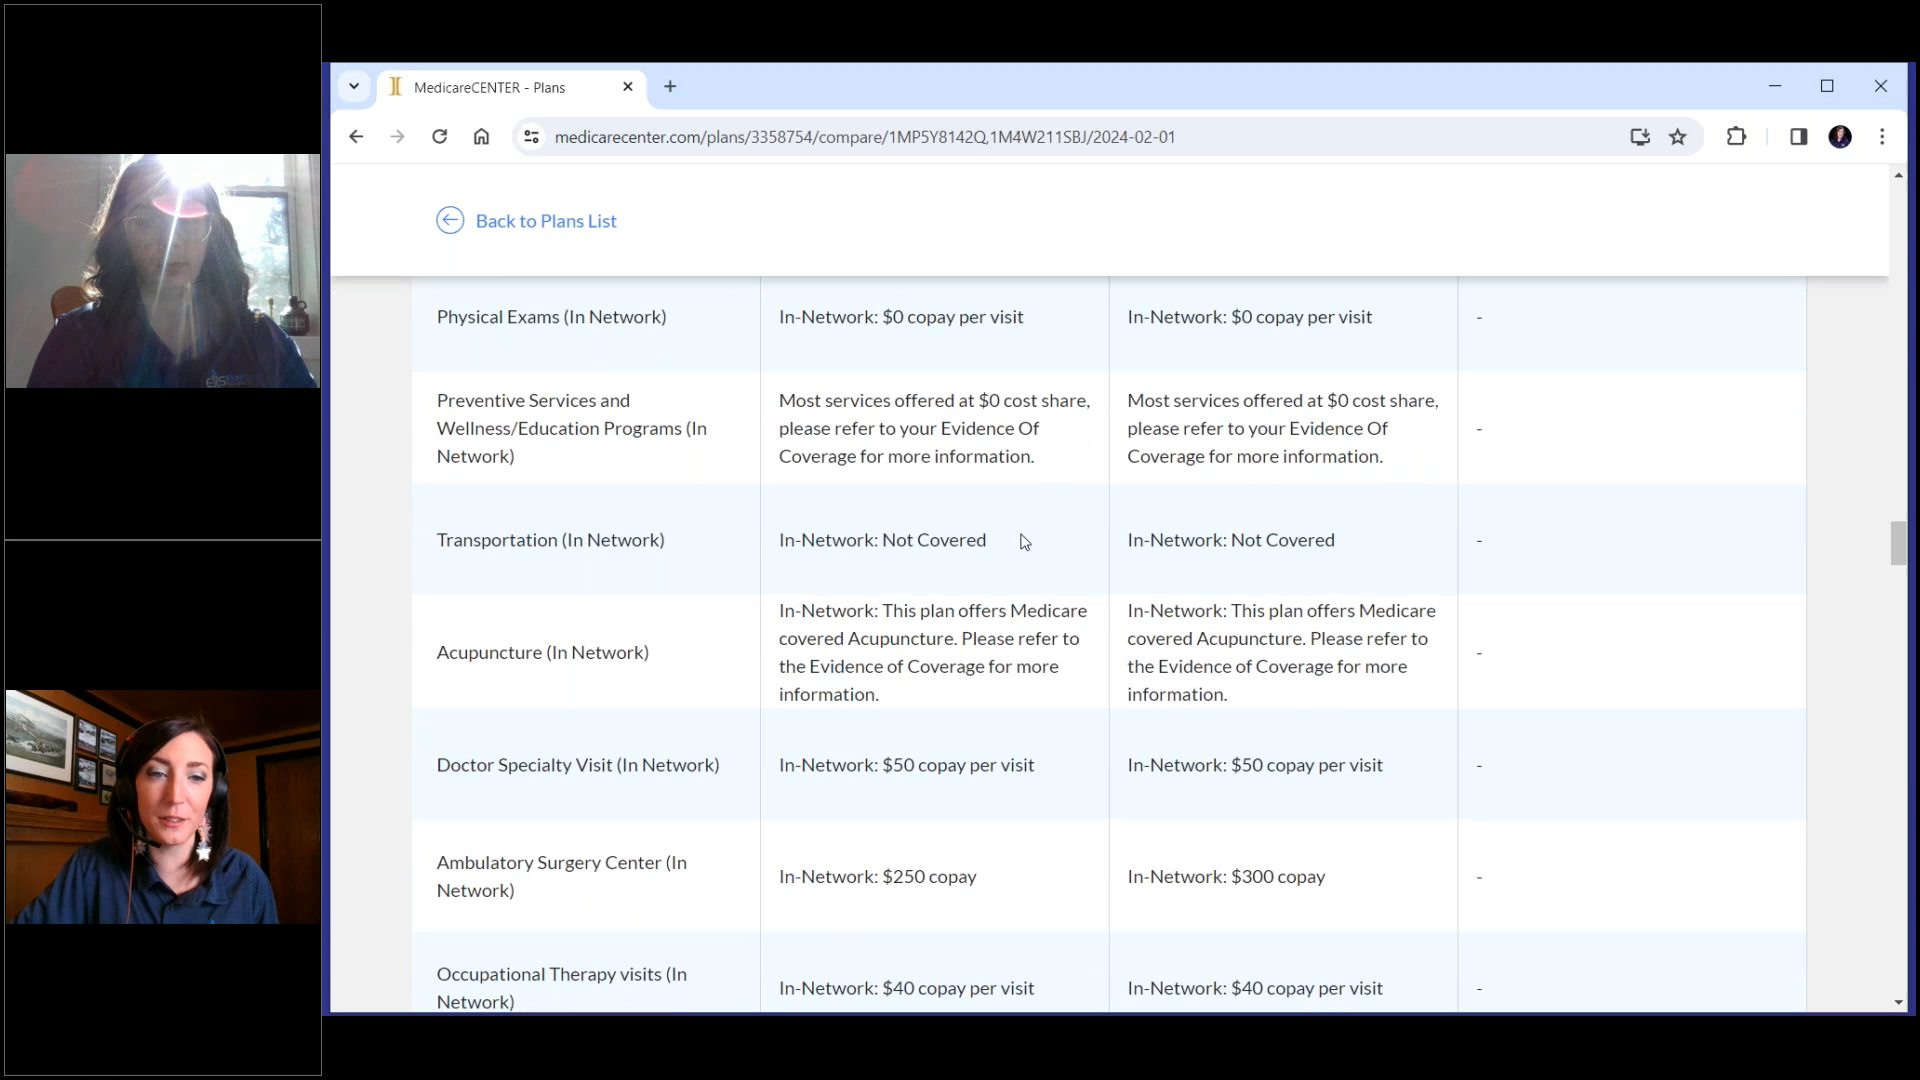 MedicareCENTER - Plans
medicarecenter.com/plans/3358754/compare/1MP5Y8142Q,1M4W211SBJ/2024-02-01
Back to Plans List
Physical Exams (In Network)
In-Network: $0 copay per visit
In-Network: $0 copay per visit
-
Preventive Services and
Wellness/Education Programs (In
Network)
Most services offered at $0 cost share,
please refer to your Evidence Of
Coverage for more information.
Most services offered at $0 cost share,
please refer to your Evidence Of
Coverage for more information.
-
Transportation (In Network)
In-Network: Not Covered
In-Network: Not Covered
-
Acupuncture (In Network)
In-Network: This plan offers Medicare
covered Acupuncture. Please refer to
the Evidence of Coverage for more
information.
In-Network: This plan offers Medicare
covered Acupuncture. Please refer to
the Evidence of Coverage for more
information.
-
Doctor Specialty Visit (In Network)
In-Network: $50 copay per visit
In-Network: $50 copay per visit
-
Ambulatory Surgery Center (In
Network)
In-Network: $250 copay
In-Network: $300 copay
-
Occupational Therapy visits (In
Network)
In-Network: $40 copay per visit
In-Network: $40 copay per visit
-